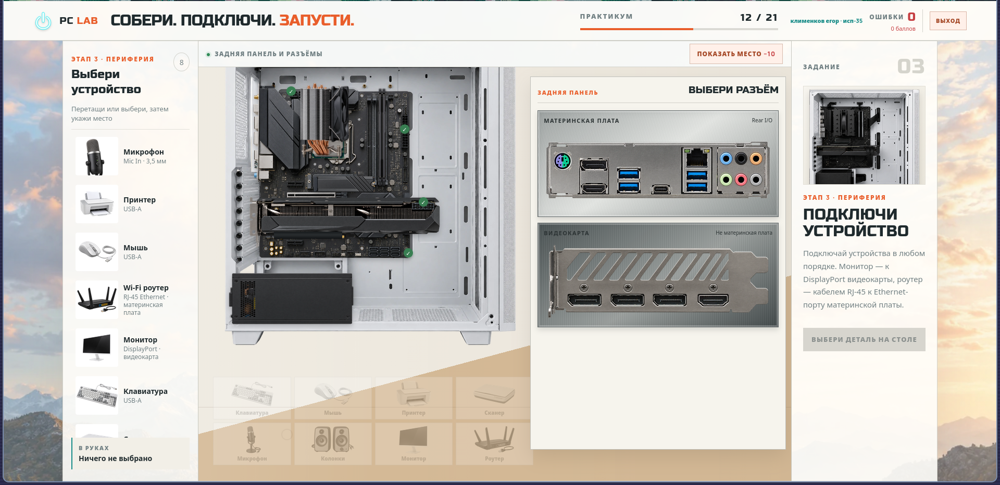 PC LAB
СОБЕРИ. ПОДКЛЮЧИ. ЗАПУСТИ.
ПРАКТИКУМ
12 / 21
клименков егор · исп-35
ОШИБКИ 0
0 баллов
ВЫХОД
ЭТАП 3 · ПЕРИФЕРИЯ
8
Выбери
устройство
Перетащи или выбери, затем
укажи место
Микрофон
Mic In · 3,5 мм
Принтер
USB-A
Мышь
USB-A
Wi-Fi роутер
RJ-45 Ethernet ·
материнская
плата
Монитор
DisplayPort ·
видеокарта
Клавиатура
USB-A
В РУКАХ
Ничего не выбрано
ЗАДНЯЯ ПАНЕЛЬ И РАЗЪЁМЫ
ПОКАЗАТЬ МЕСТО −10
ЗАДНЯЯ ПАНЕЛЬ
ВЫБЕРИ РАЗЪЁМ
МАТЕРИНСКАЯ ПЛАТА
Rear I/O
ВИДЕОКАРТА
Не материнская плата
Клавиатура
Мышь
Принтер
Сканер
Микрофон
Колонки
Монитор
Роутер
ЗАДАНИЕ
03
ЭТАП 3 · ПЕРИФЕРИЯ
ПОДКЛЮЧИ
УСТРОЙСТВО
Подключай устройства в любом
порядке. Монитор — к
DisplayPort видеокарты, роутер
— кабелем RJ-45 к Ethernet-
порту материнской платы.
ВЫБЕРИ ДЕТАЛЬ НА СТОЛЕ